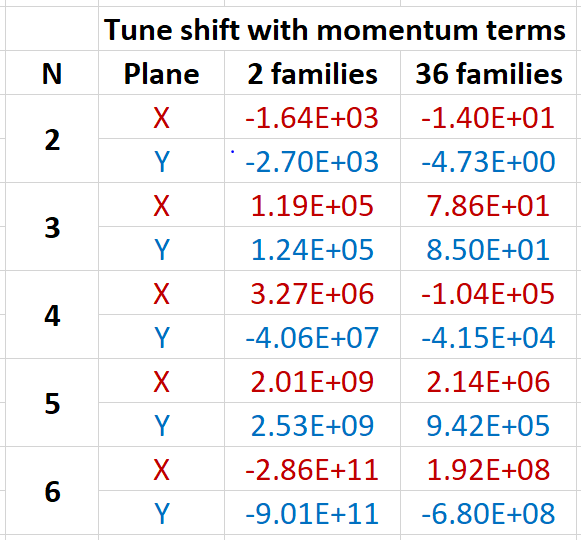 Tune shift with momentum terms
N Plane 2 families 36 families
2 X -1.64E+03 -1.40E+01
Y -2.70E+03 -4.73E+00
3 X 1.19E+05 7.86E+01
Y 1.24E+05 8.50E+01
4 X 3.27E+06 -1.04E+05
Y -4.06E+07 -4.15E+04
5 X 2.01E+09 2.14E+06
Y 2.53E+09 9.42E+05
6 X -2.86E+11 1.92E+08
Y -9.01E+11 -6.80E+08